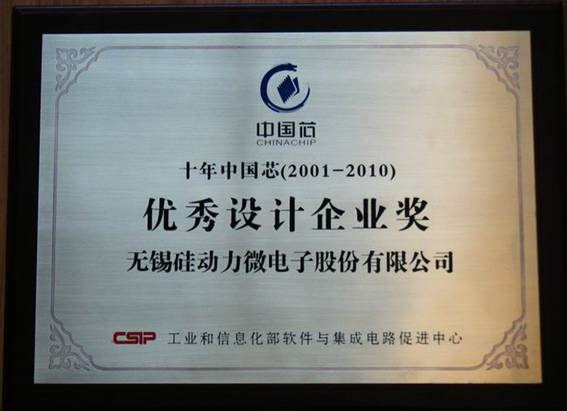 中国芯
CHINACHIP
十年中国芯(2001-2010)
优秀设计企业奖
无锡硅动力微电子股份有限公司
CSIP 工业和信息化部软件与集成电路促进中心